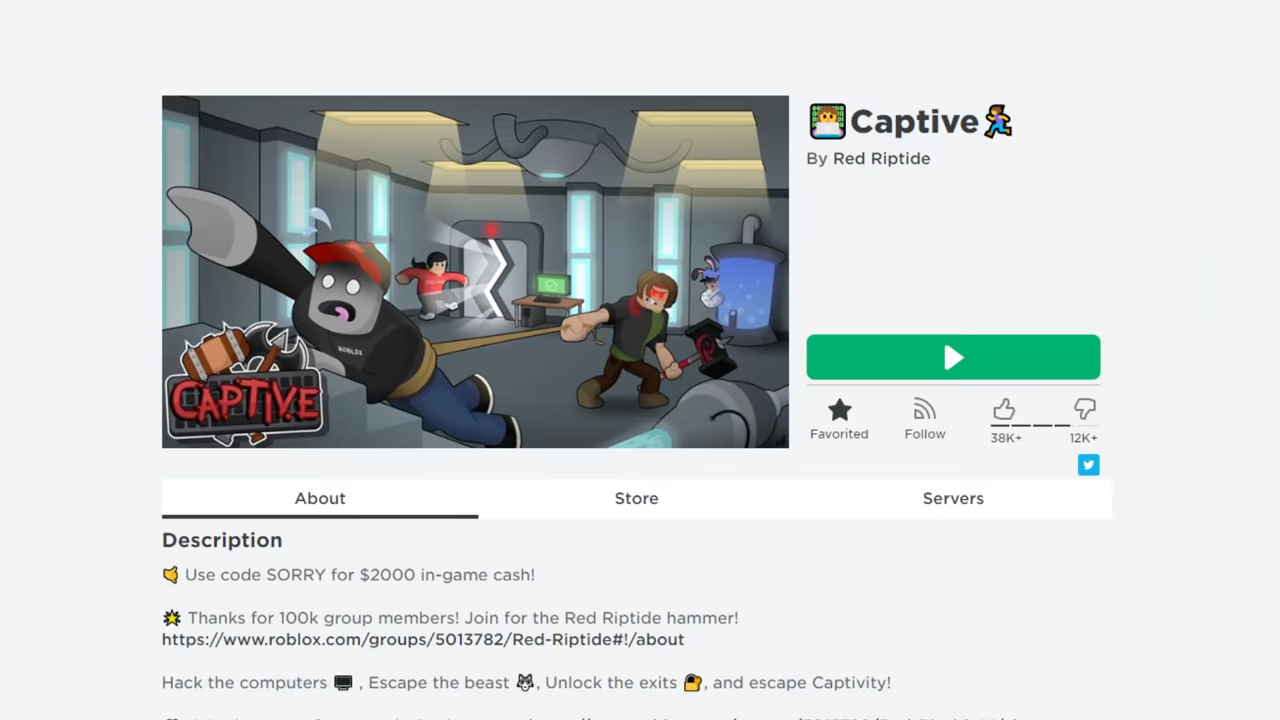 Captive
By Red Riptide
ROBLOX
CAPTIVE
Favorited
Follow
38K+
12K+
About
Store
Servers
Description
Use code SORRY for $2000 in-game cash!
Thanks for 100k group members! Join for the Red Riptide hammer!
https://www.roblox.com/groups/5013782/Red-Riptide#!/about
Hack the computers , Escape the beast , Unlock the exits , and escape Captivity!